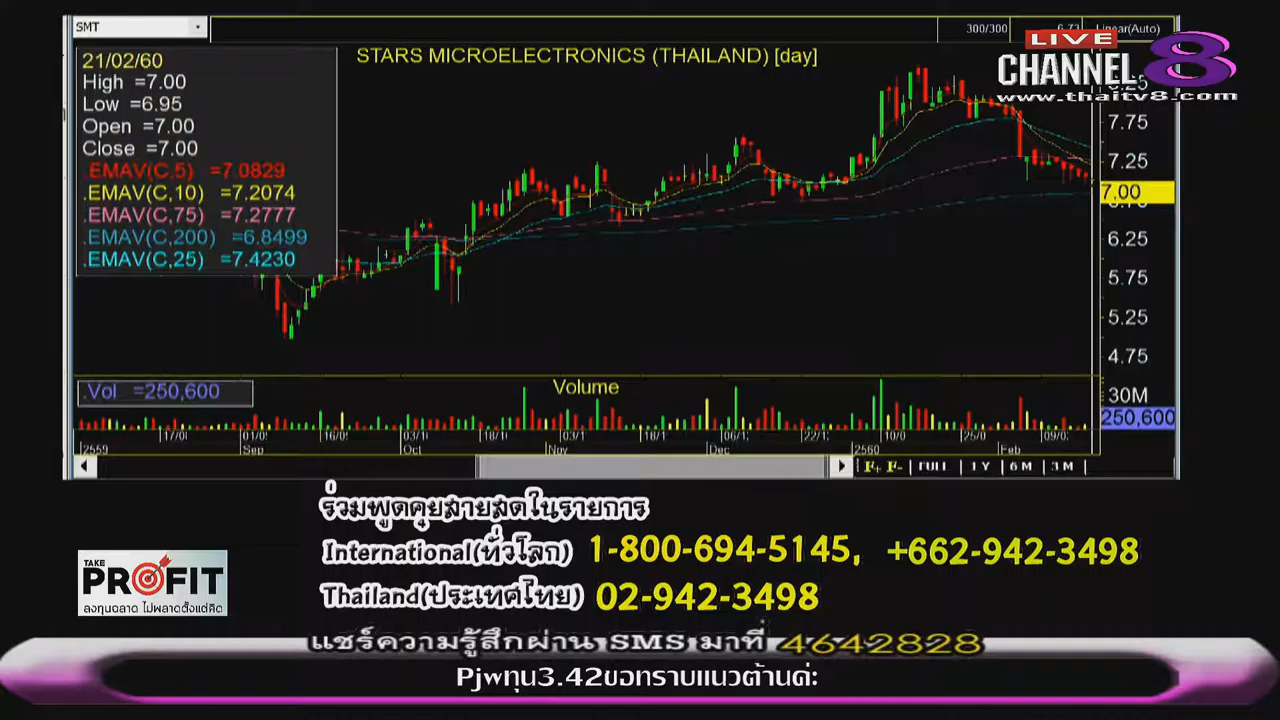 SMT
300/300
6.73
Linear(Auto)
LIVE
CHANNEL 8
www.thaitv8.com
STARS MICROELECTRONICS (THAILAND) [day]
21/02/60
High =7.00
Low =6.95
Open =7.00
Close =7.00
.EMAV(C,5) =7.0829
.EMAV(C,10) =7.2074
.EMAV(C,75) =7.2777
.EMAV(C,200) =6.8499
.EMAV(C,25) =7.4230
7.75
7.25
7.00
6.25
5.75
5.25
4.75
.Vol =250,600
Volume
30M
250,600
2559 Sep Oct Nov Dec 2560 Feb
F+ F- FULL 1 Y 6 M 3 M
ร่วมพูดคุยสายสดในรายการ
International(ทั่วโลก) 1-800-694-5145, +662-942-3498
Thailand(ประเทศไทย) 02-942-3498
TAKE
PROFIT
ลงทุนฉลาด ไม่พลาดตั้งแต่คิด
แชร์ความรู้สึกผ่าน SMS มาที่ 4642828
Pjwทุน3.42ขอทราบแนวต้านค่ะ